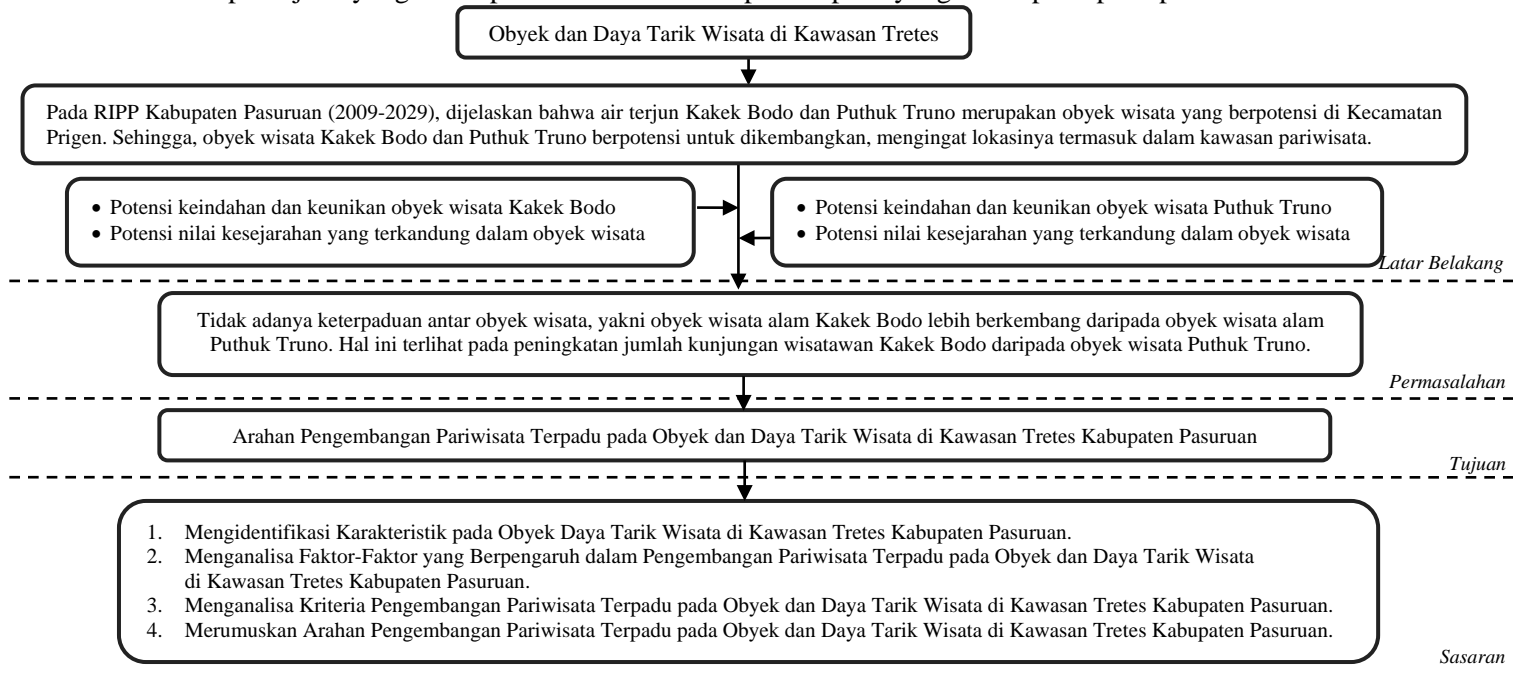 Obyek dan Daya Tarik Wisata di Kawasan Tretes
Pada RIPP Kabupaten Pasuruan (2009-2029), dijelaskan bahwa air terjun Kakek Bodo dan Puthuk Truno merupakan obyek wisata yang berpotensi di Kecamatan
Prigen. Sehingga, obyek wisata Kakek Bodo dan Puthuk Truno berpotensi untuk dikembangkan, mengingat lokasinya termasuk dalam kawasan pariwisata.
• Potensi keindahan dan keunikan obyek wisata Kakek Bodo
• Potensi nilai kesejarahan yang terkandung dalam obyek wisata
• Potensi keindahan dan keunikan obyek wisata Puthuk Truno
• Potensi nilai kesejarahan yang terkandung dalam obyek wisata
Latar Belakang
Tidak adanya keterpaduan antar obyek wisata, yakni obyek wisata alam Kakek Bodo lebih berkembang daripada obyek wisata alam
Puthuk Truno. Hal ini terlihat pada peningkatan jumlah kunjungan wisatawan Kakek Bodo daripada obyek wisata Puthuk Truno.
Permasalahan
Arahan Pengembangan Pariwisata Terpadu pada Obyek dan Daya Tarik Wisata di Kawasan Tretes Kabupaten Pasuruan
Tujuan
1. Mengidentifikasi Karakteristik pada Obyek Daya Tarik Wisata di Kawasan Tretes Kabupaten Pasuruan.
2. Menganalisa Faktor-Faktor yang Berpengaruh dalam Pengembangan Pariwisata Terpadu pada Obyek dan Daya Tarik Wisata
di Kawasan Tretes Kabupaten Pasuruan.
3. Menganalisa Kriteria Pengembangan Pariwisata Terpadu pada Obyek dan Daya Tarik Wisata di Kawasan Tretes Kabupaten Pasuruan.
4. Merumuskan Arahan Pengembangan Pariwisata Terpadu pada Obyek dan Daya Tarik Wisata di Kawasan Tretes Kabupaten Pasuruan.
Sasaran